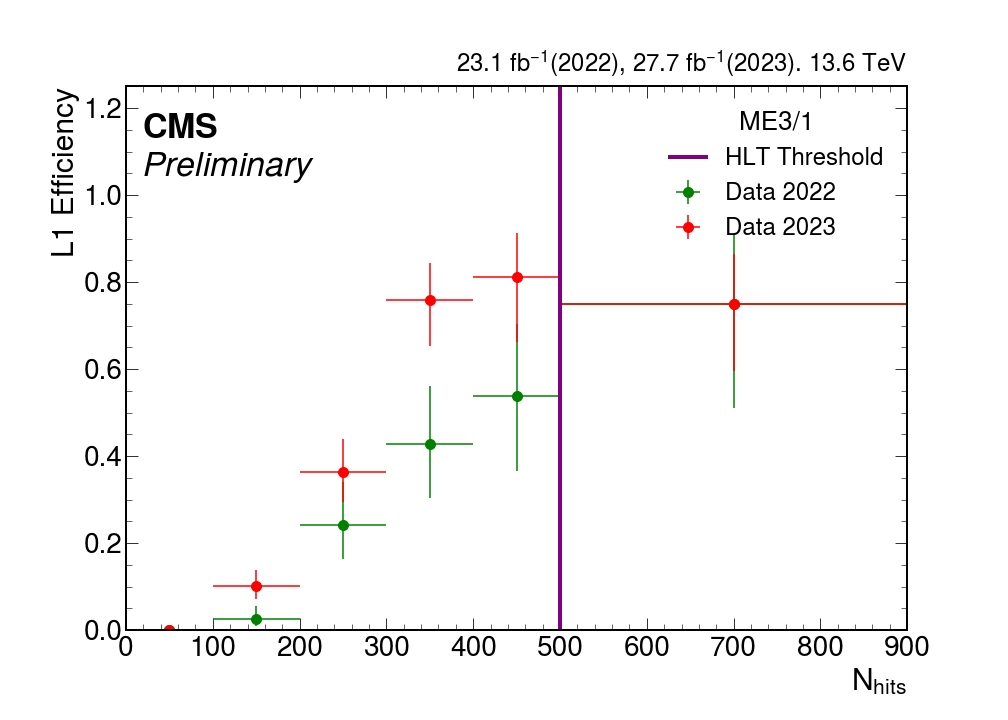 23.1 fb⁻¹(2022), 27.7 fb⁻¹(2023). 13.6 TeV
CMS
Preliminary
ME3/1
HLT Threshold
Data 2022
Data 2023
L1 Efficiency
1.2
1.0
0.8
0.6
0.4
0.2
0.0
0 100 200 300 400 500 600 700 800 900
N_hits